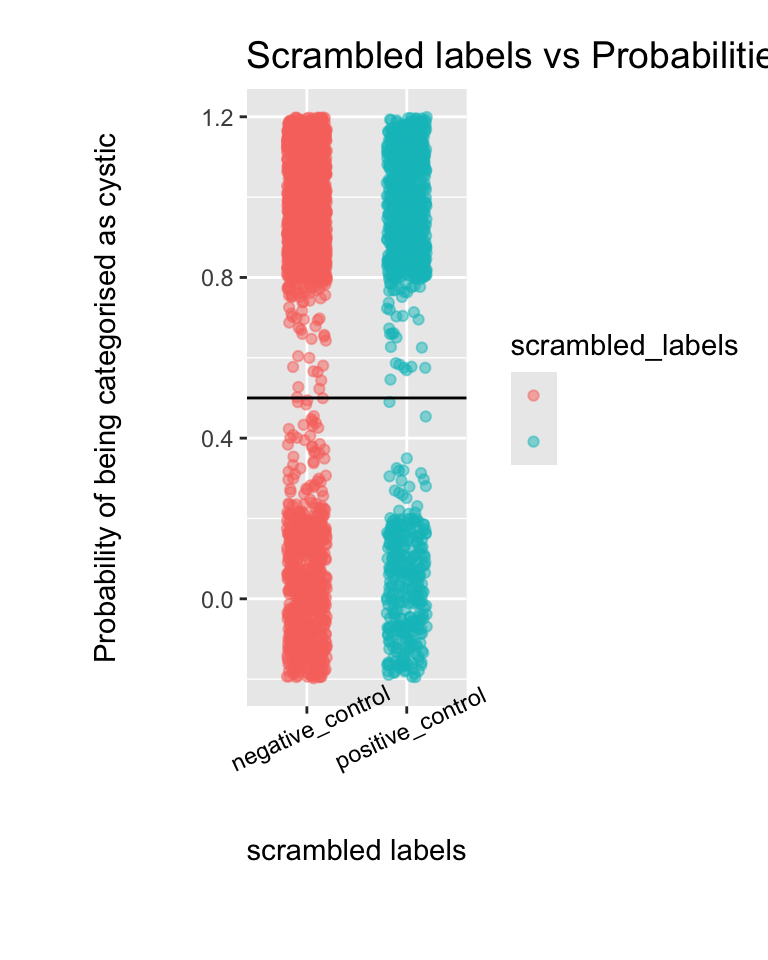 Scrambled labels vs Probabilitie
Probability of being categorised as cystic
1.2
0.8
0.4
0.0
negative_control
positive_control
scrambled labels
scrambled_labels